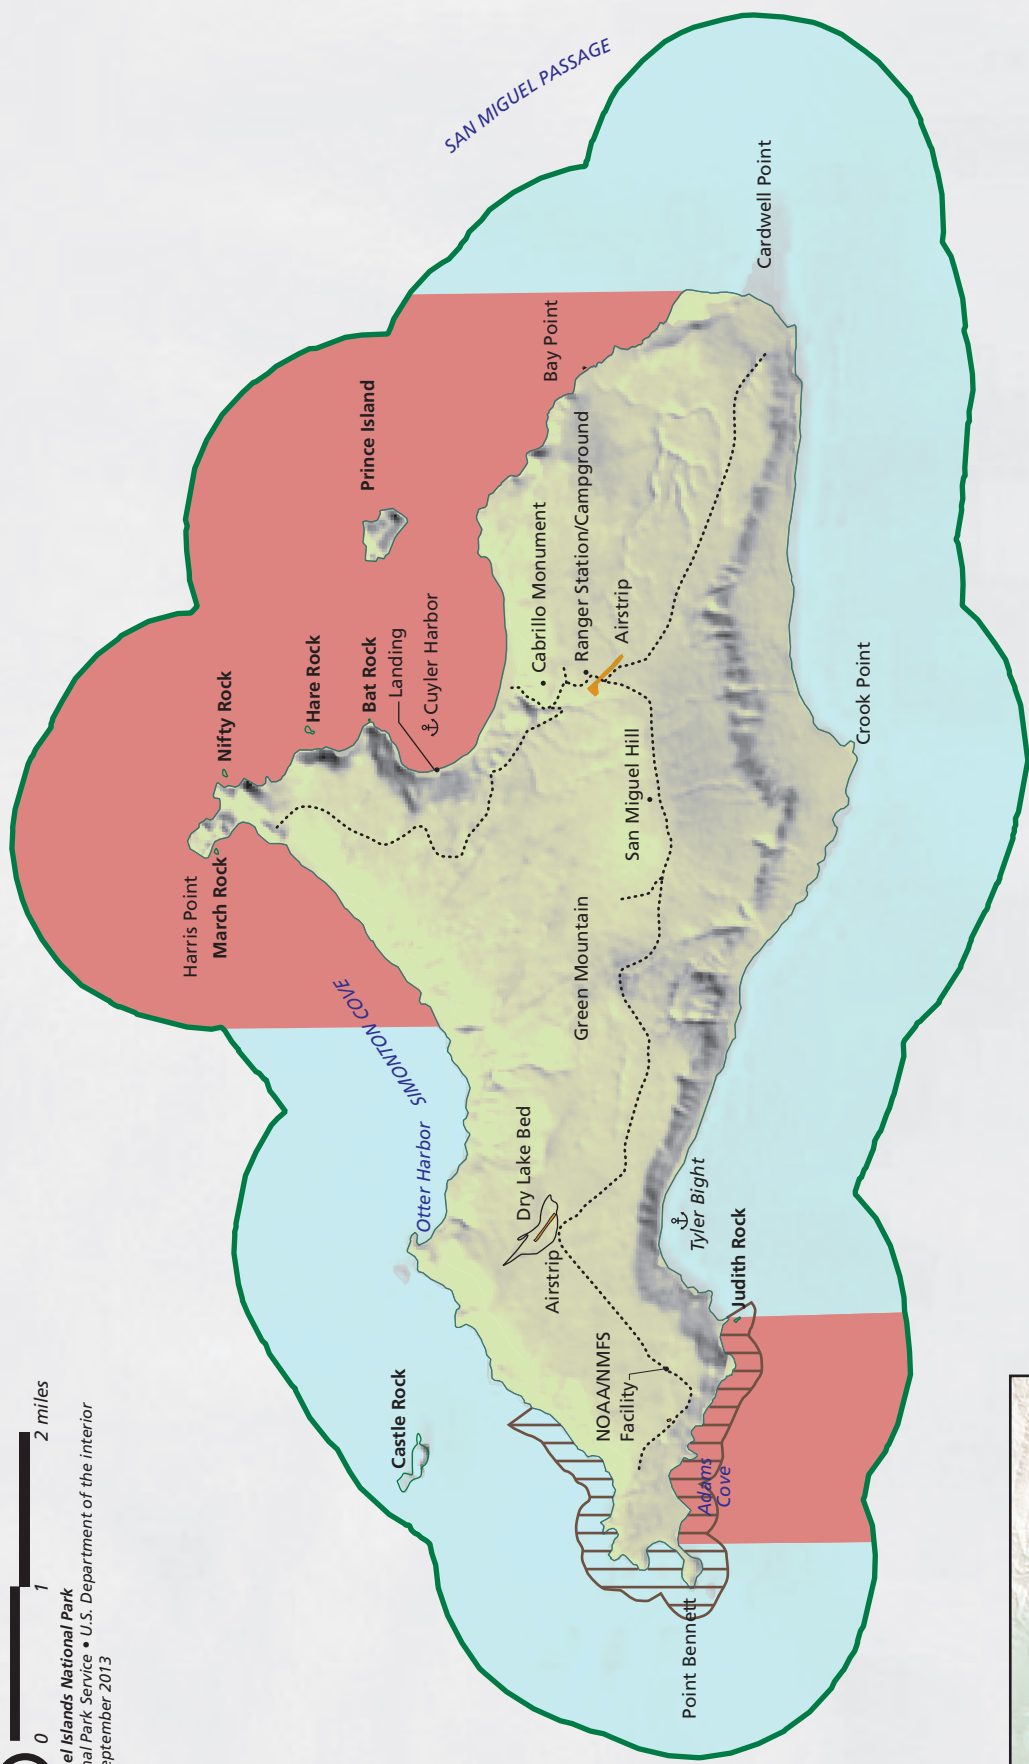 SAN MIGUEL PASSAGE
Cardwell Point
Bay Point
Prince Island
Ranger Station/Campground
Cabrillo Monument
Airstrip
Cuyler Harbor
Landing
Bat Rock
Hare Rock
Nifty Rock
Harris Point
March Rock
Crook Point
San Miguel Hill
Green Mountain
SIMONTON COVE
Otter Harbor
Dry Lake Bed
Airstrip
Tyler Bight
Judith Rock
NOAA/NMFS
Facility
Adams
Cove
Castle Rock
Point Bennett
0 1 2 miles
el Islands National Park
nal Park Service • U.S. Department of the interior
eptember 2013